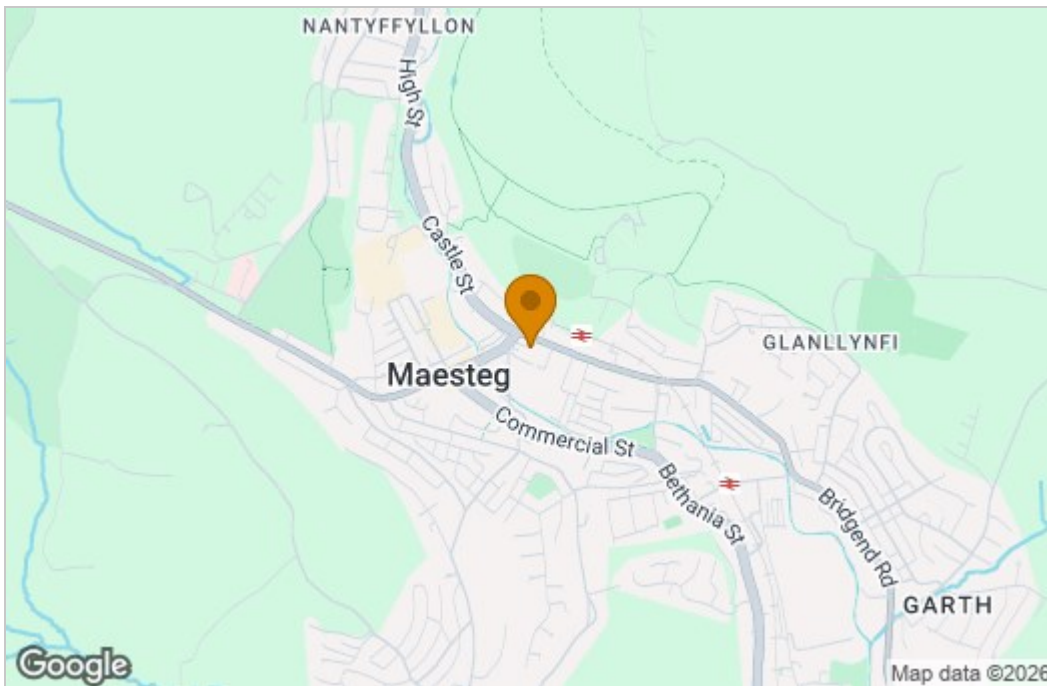 NANTYFFYLLON
High St
Castle St
GLANLLYNFI
Maesteg
Commercial St
Bethania St
Bridgend Rd
GARTH
Google
Map data ©2026